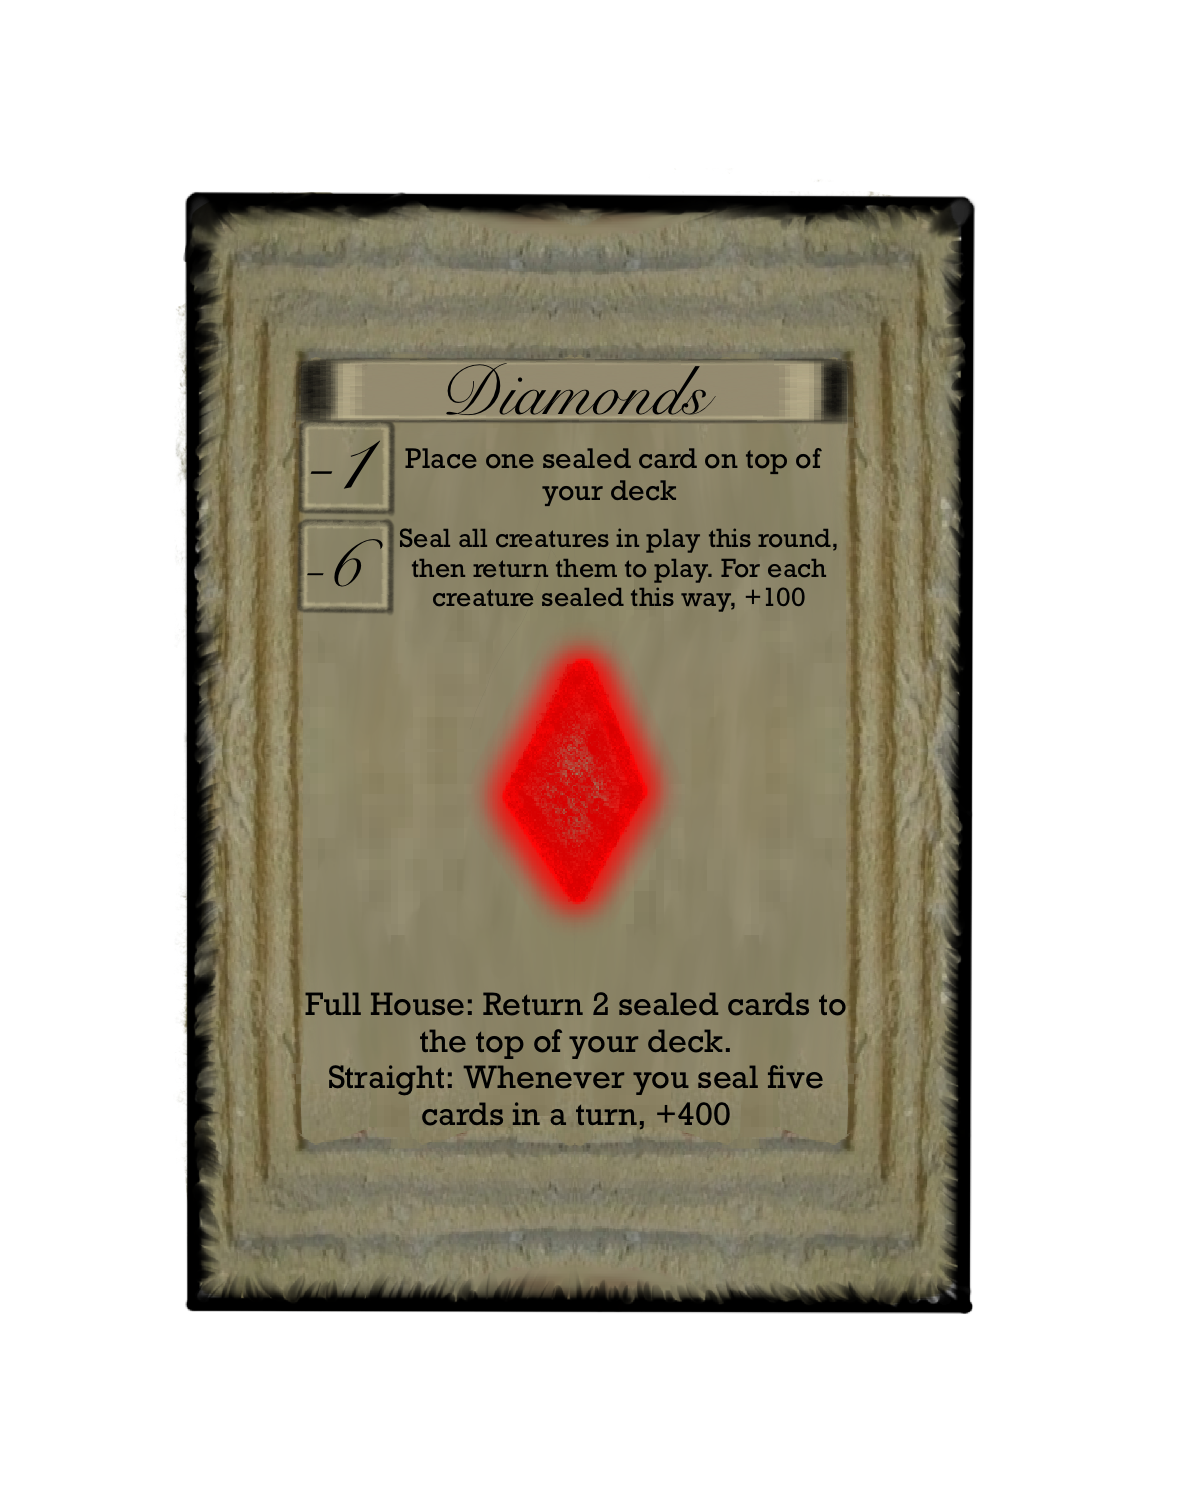 Diamonds
-1
Place one sealed card on top of
your deck
-6
Seal all creatures in play this round,
then return them to play. For each
creature sealed this way, +100
Full House: Return 2 sealed cards to
the top of your deck.
Straight: Whenever you seal five
cards in a turn, +400